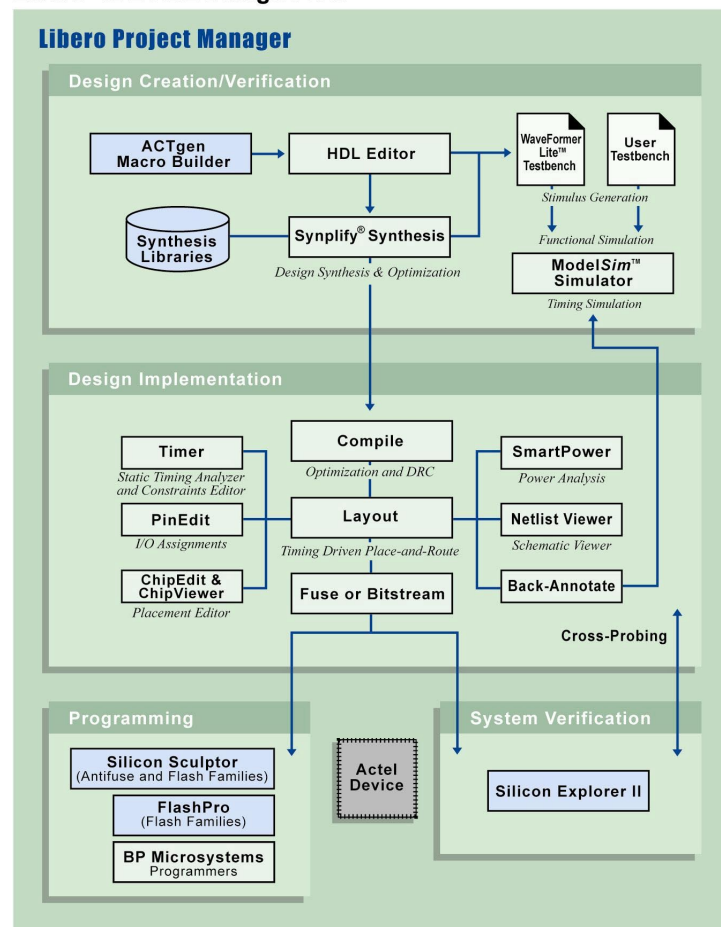 Libero Project Manager
Design Creation/Verification
ACTgen
Macro Builder
HDL Editor
WaveFormer
Lite™
Testbench
User
Testbench
Stimulus Generation
Synthesis
Libraries
Synplify® Synthesis
Design Synthesis & Optimization
Functional Simulation
ModelSim™
Simulator
Timing Simulation
Design Implementation
Timer
Static Timing Analyzer
and Constraints Editor
Compile
Optimization and DRC
SmartPower
Power Analysis
PinEdit
I/O Assignments
Layout
Timing Driven Place-and-Route
Netlist Viewer
Schematic Viewer
ChipEdit &
ChipViewer
Placement Editor
Fuse or Bitstream
Back-Annotate
Cross-Probing
Programming
Silicon Sculptor
(Antifuse and Flash Families)
FlashPro
(Flash Families)
BP Microsystems
Programmers
Actel
Device
System Verification
Silicon Explorer II